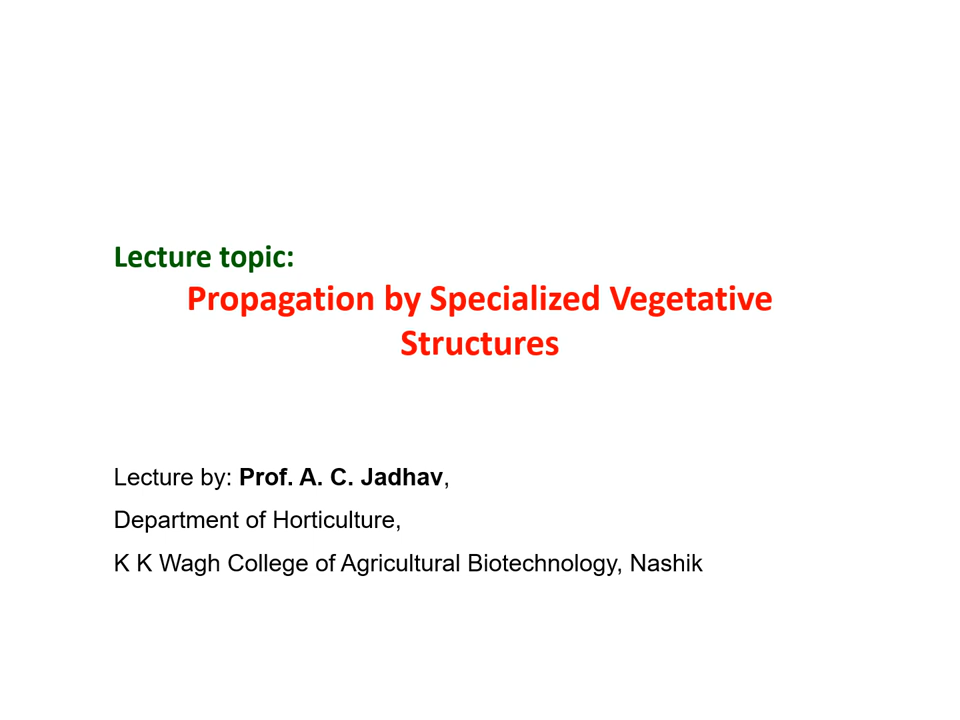 Lecture topic:
Propagation by Specialized Vegetative
Structures
Lecture by: Prof. A. C. Jadhav,
Department of Horticulture,
K K Wagh College of Agricultural Biotechnology, Nashik